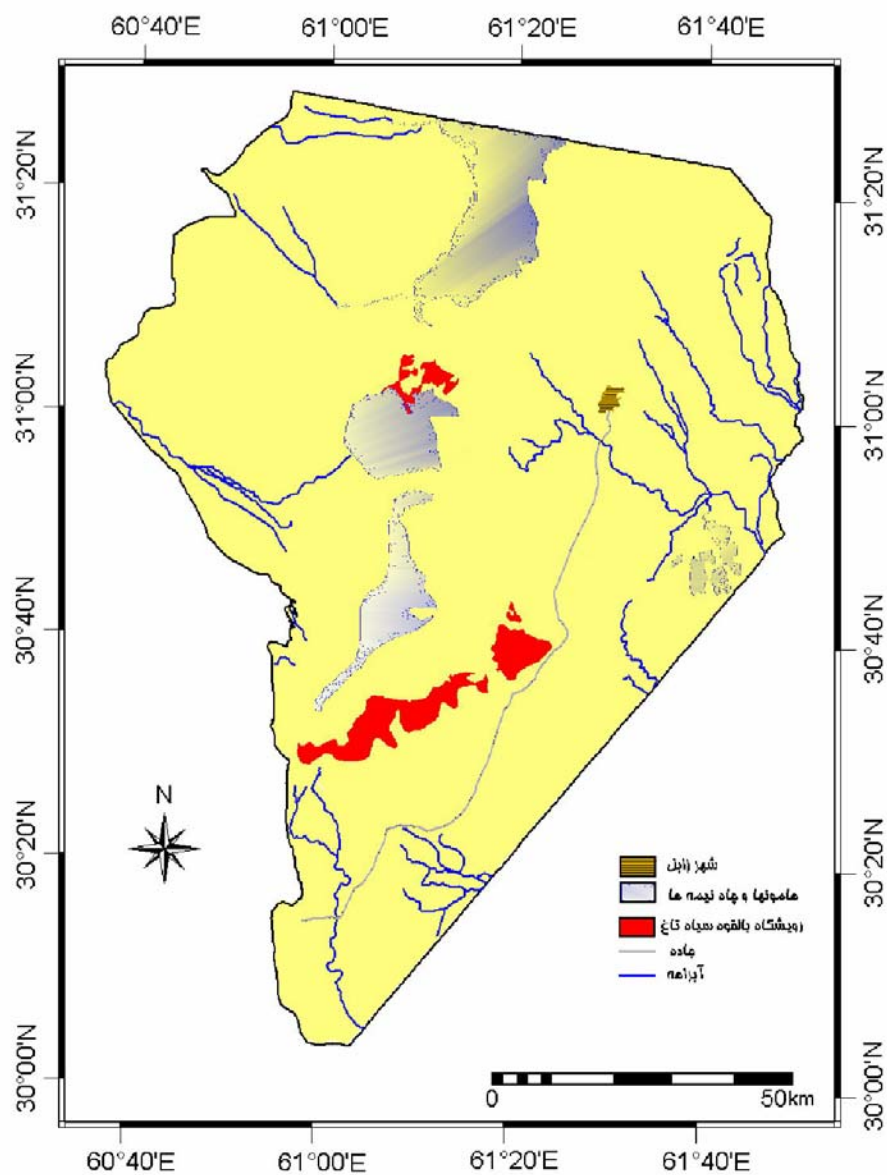 60°40'E 61°00'E 61°20'E 61°40'E
31°20'N
31°20'N
31°00'N
31°00'N
30°40'N
30°40'N
N
30°20'N
30°20'N
شهر زابل
هامونها و چاه نیمه ها
رویشگاه بالقوه سیاه تاغ
جاده
آبراهه
30°00'N
30°00'N
0 50km
60°40'E 61°00'E 61°20'E 61°40'E